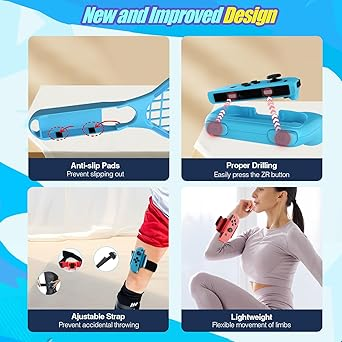 New and Improved Design
Anti-slip Pads
Prevent slipping out
Proper Drilling
Easily press the ZR button
Ajustable Strap
Prevent accidental throwing
Lightweight
Flexible movement of limbs